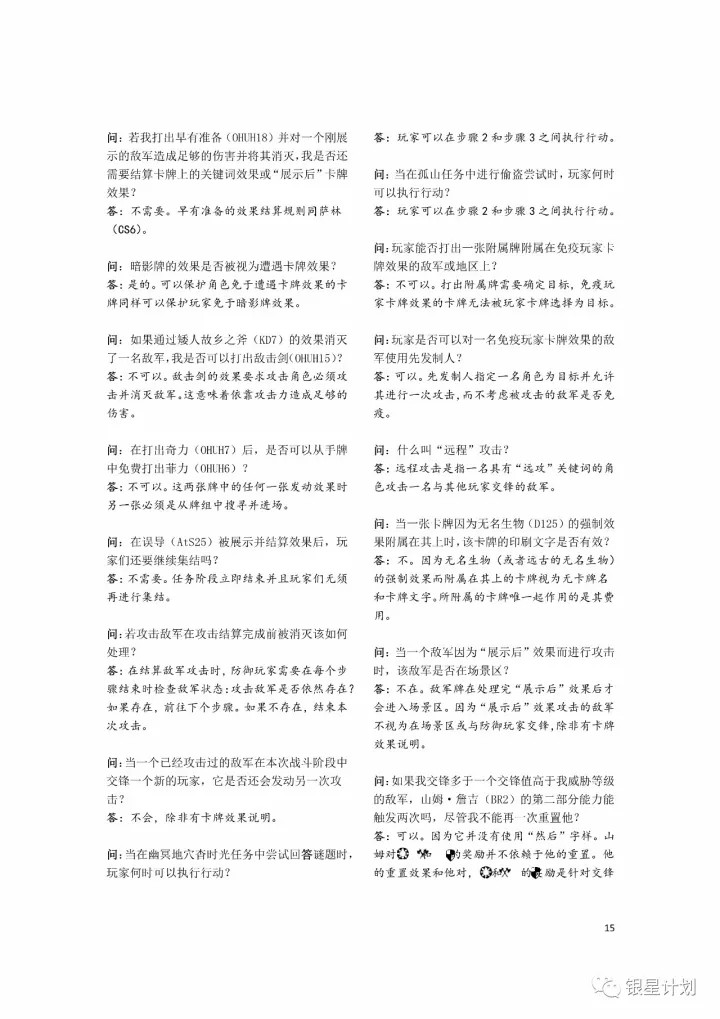 问：若我打出早有准备（OHUH18）并对一个刚展
示的敌军造成足够的伤害并将其消灭，我是否还
需要结算卡牌上的关键词效果或“展示后”卡牌
效果？
答：不需要。早有准备的效果结算规则同萨林
（CS6）。
问：暗影牌的效果是否被视为遭遇卡牌效果？
答：是的。可以保护角色免于遭遇卡牌效果的卡
牌同样可以保护玩家免于暗影牌效果。
问：如果通过矮人故乡之斧（KD7）的效果消灭
了一名敌军，我是否可以打出敌击剑（OHUH15）？
答：不可以。敌击剑的效果要求攻击角色必须攻
击并消灭敌军。这意味着依靠攻击力造成足够的
伤害。
问：在打出奇力（OHUH7）后，是否可以从手牌
中免费打出菲力（OHUH6）？
答：不可以。这两张牌中的任何一张发动效果时
另一张必须是从牌组中搜寻并进场。
问：在误导（AtS25）被展示并结算效果后，玩
家们还要继续集结吗？
答：不需要。任务阶段立即结束并且玩家们无须
再进行集结。
问：若攻击敌军在攻击结算完成前被消灭该如何
处理？
答：在结算敌军攻击时，防御玩家需要在每个步
骤结束时检查敌军状态：攻击敌军是否依然存在？
如果存在，前往下个步骤。如果不存在，结束本
次攻击。
问：当一个已经攻击过的敌军在本次战斗阶段中
交锋一个新的玩家，它是否还会发动另一次攻
击？
答：不会，除非有卡牌效果说明。
问：当在幽冥地穴杳时光任务中尝试回答谜题时，
玩家何时可以执行行动？
答：玩家可以在步骤 2 和步骤 3 之间执行行动。
问：当在孤山任务中进行偷盗尝试时，玩家何时
可以执行行动？
答：玩家可以在步骤 2 和步骤 3 之间执行行动。
问：玩家能否打出一张附属牌附属在免疫玩家卡
牌效果的敌军或地区上？
答：不可以。打出附属牌需要确定目标，免疫玩
家卡牌效果的卡牌无法被玩家卡牌选择为目标。
问：玩家是否可以对一名免疫玩家卡牌效果的敌
军使用先发制人？
答：可以。先发制人指定一名角色为目标并允许
其进行一次攻击，而不考虑被攻击的敌军是否免
疫。
问：什么叫“远程”攻击？
答：远程攻击是指一名具有“远攻”关键词的角
色攻击一名与其他玩家交锋的敌军。
问：当一张卡牌因为无名生物（D125）的强制效
果附属在其上时，该卡牌的印刷文字是否有效？
答：不。因为无名生物（或者远古的无名生物）
的强制效果而附属在其上的卡牌视为无卡牌名
和卡牌文字。所附属的卡牌唯一起作用的是其费
用。
问：当一个敌军因为“展示后”效果而进行攻击
时，该敌军是否在场景区？
答：不在。敌军牌在处理完“展示后”效果后才
会进入场景区。因为“展示后”效果攻击的敌军
不视为在场景区或与防御玩家交锋，除非有卡牌
效果说明。
问：如果我交锋多于一个交锋值高于我威胁等级
的敌军，山姆·詹吉（BR2）的第二部分能力能
触发两次吗，尽管我不能再一次重置他？
答：可以。因为它并没有使用“然后”字样。山
姆对 和 的奖励并不依赖于他的重置。他
的重置效果和他对， 和 的奖励是针对交锋
15
银星计划